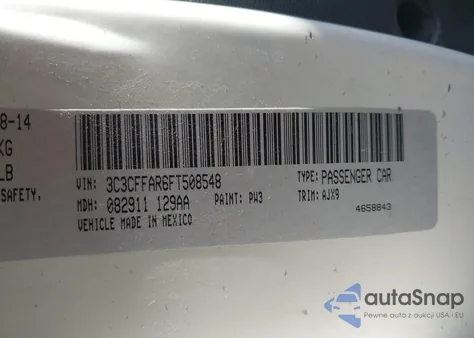 8-14
KG
LB
SAFETY,
VIN: 3C3CFFAR6FT508548
TYPE: PASSENGER CAR
MDH: 082911 129AA
PAINT: PW3
TRIM: AJX9
VEHICLE MADE IN MEXICO
4658843
autoSnap
Pewne auta z aukcji USA i EU